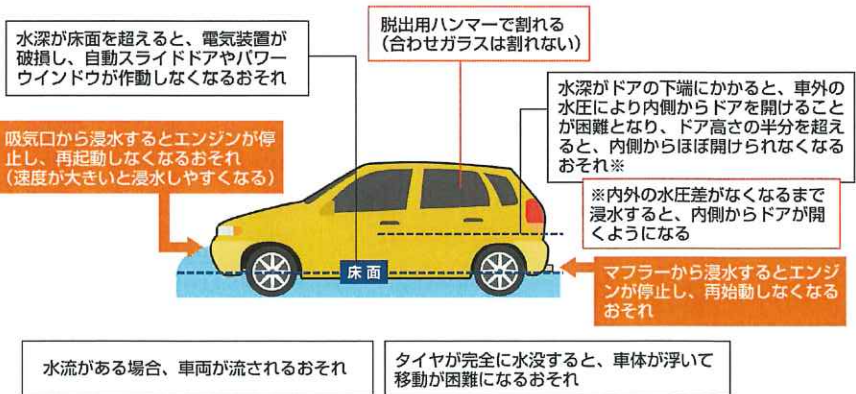 水深が床面を超えると、電気装置が
破損し、自動スライドドアやパワー
ウインドウが作動しなくなるおそれ
脱出用ハンマーで割れる
（合わせガラスは割れない）
水深がドアの下端にかかると、車外の
水圧により内側からドアを開けること
が困難となり、ドア高さの半分を超え
ると、内側からほぼ開けられなくなる
おそれ※
吸気口から浸水するとエンジンが停
止し、再起動しなくなるおそれ
（速度が大きいと浸水しやすくなる）
※内外の水圧差がなくなるまで
浸水すると、内側からドアが開
くようになる
床面
マフラーから浸水するとエンジ
ンが停止し、再始動しなくなる
おそれ
水流がある場合、車両が流されるおそれ
タイヤが完全に水没すると、車体が浮いて
移動が困難になるおそれ